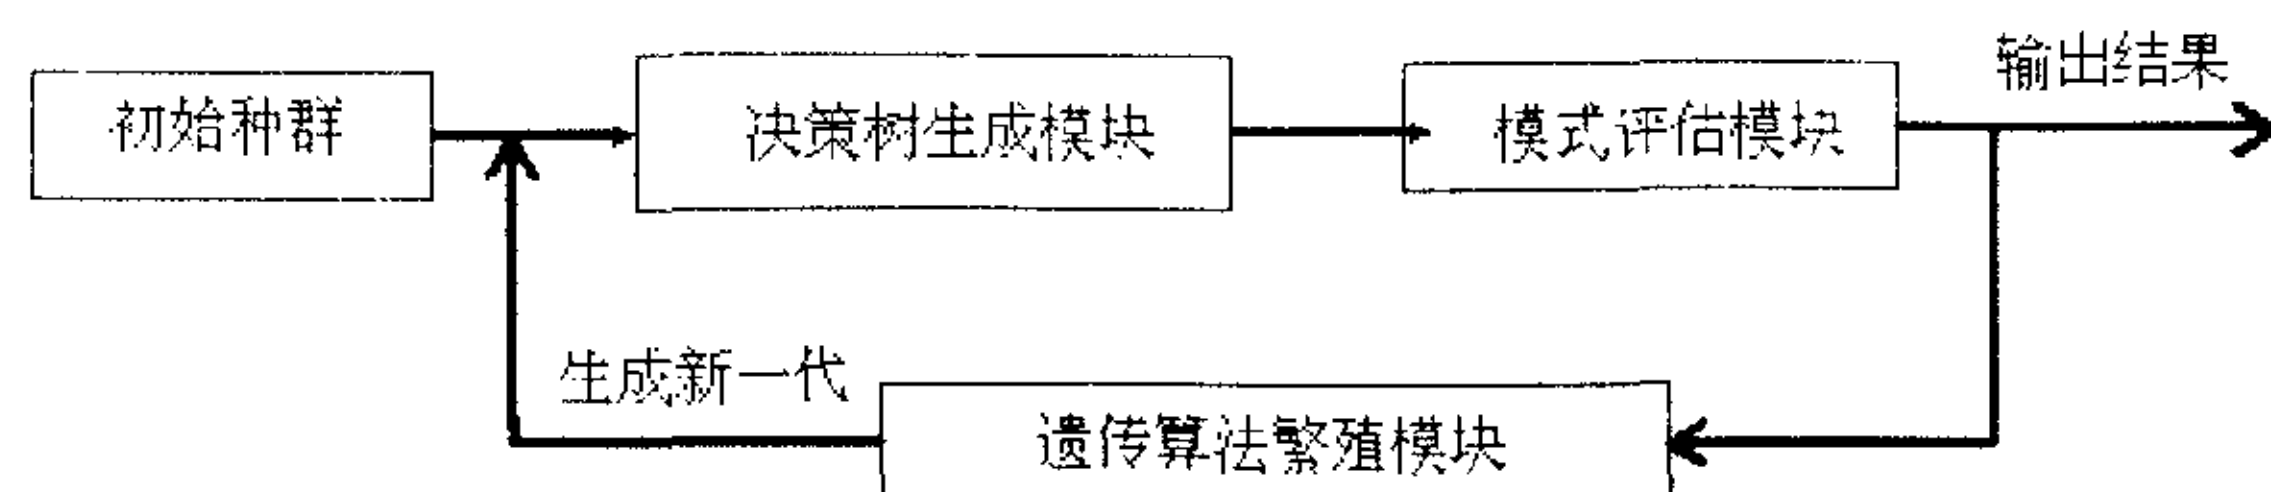 输出结果
初始种群
决策树生成模块
模式评估模块
生成新一代
遗传算法繁殖模块